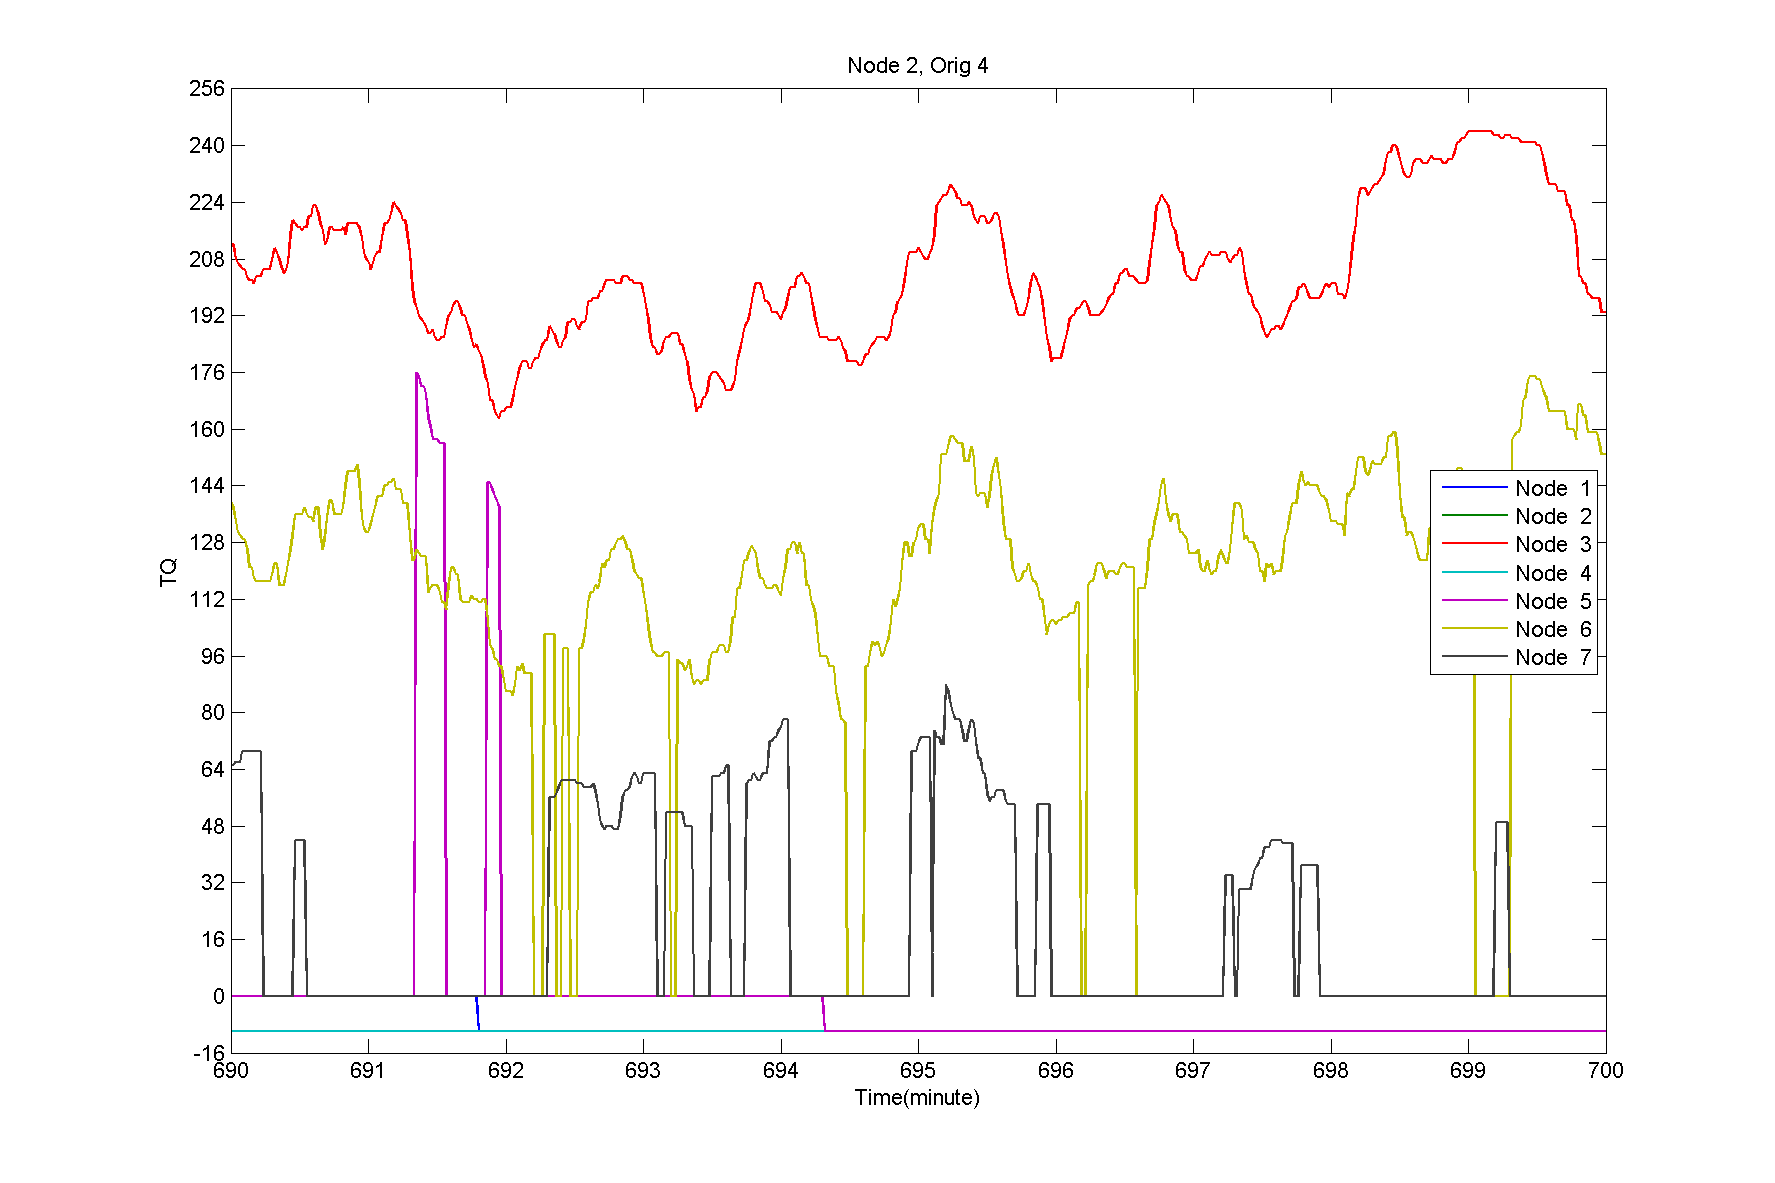 Node 2, Orig 4
256
240
224
208
192
176
160
144
128
112
96
80
64
48
32
16
0
-16
TQ
Node 1
Node 2
Node 3
Node 4
Node 5
Node 6
Node 7
690 691 692 693 694 695 696 697 698 699 700
Time(minute)